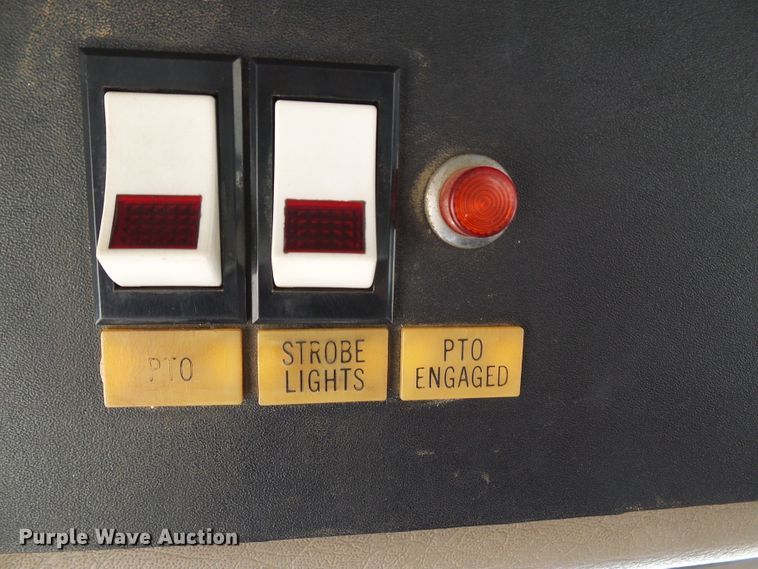 PTO
STROBE
LIGHTS
PTO
ENGAGED
Purple Wave Auction